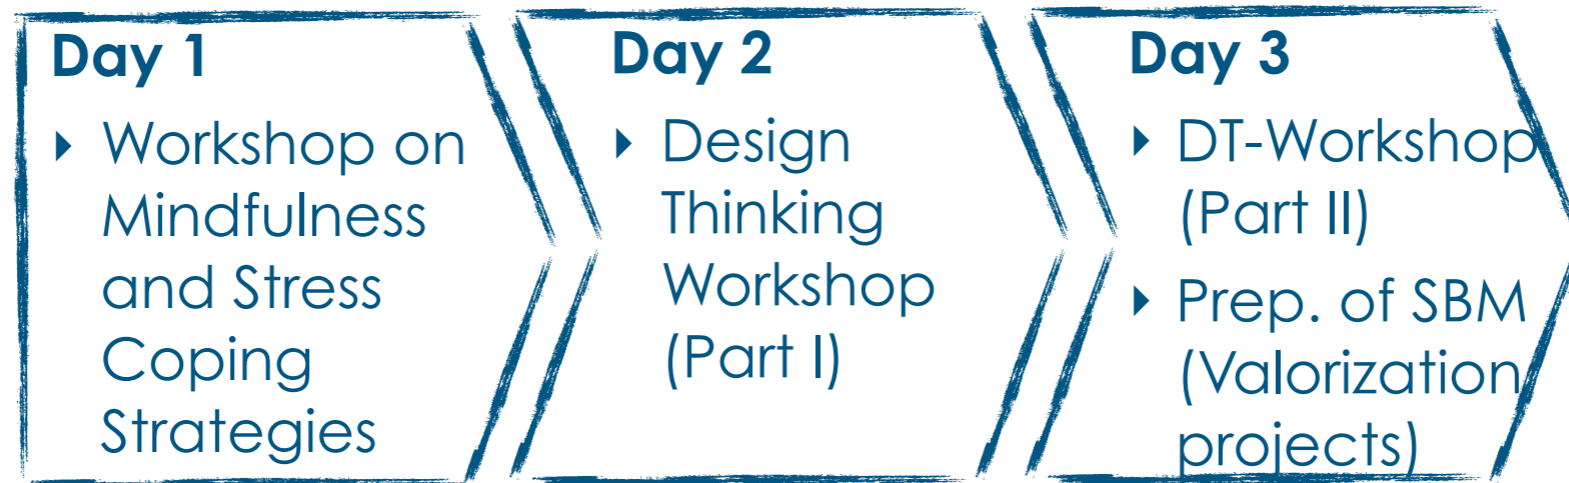 Day 1
‣ Workshop on
Mindfulness
and Stress
Coping
Strategies
Day 2
‣ Design
Thinking
Workshop
(Part I)
Day 3
‣ DT-Workshop
(Part II)
‣ Prep. of SBM
(Valorization
projects)